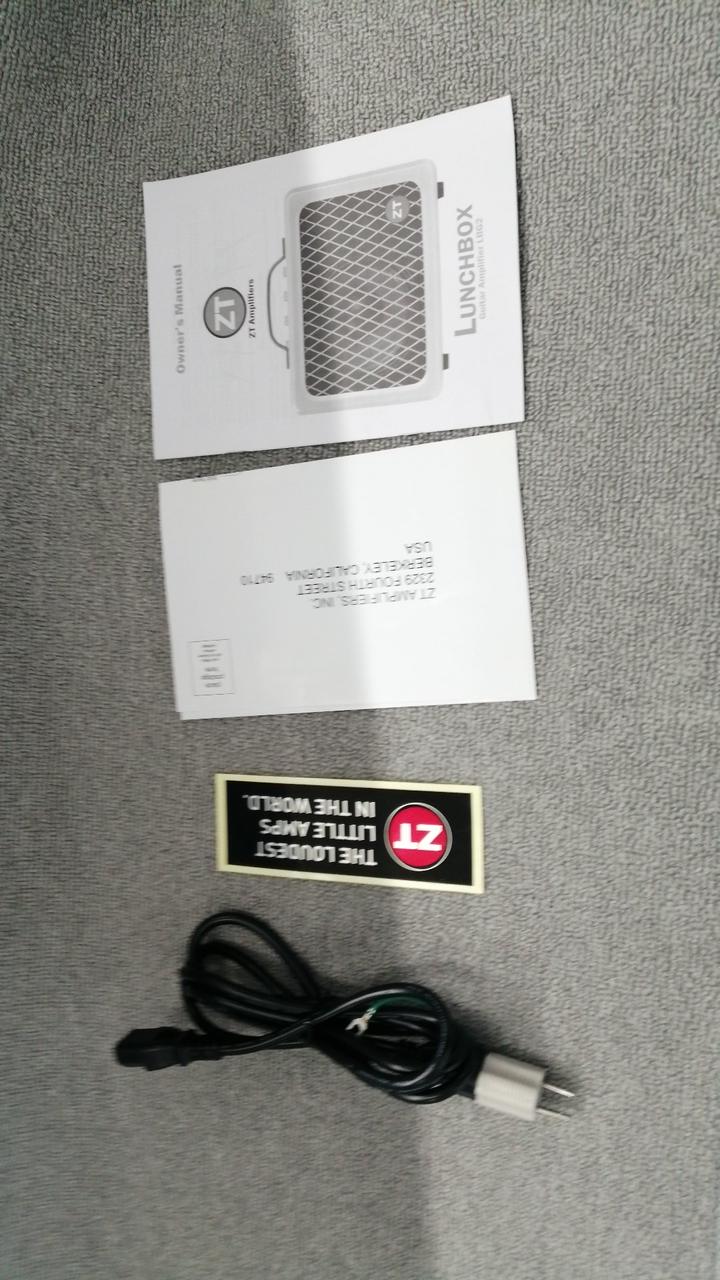 Owner's Manual
ZT
ZT Amplifiers
ZT
LUNCHBOX
Guitar Amplifier LBG2
ZT AMPLIFIERS, INC.
2329 FOURTH STREET
BERKELEY, CALIFORNIA 94710
USA
ZT
THE LOUDEST
LITTLE AMPS
IN THE WORLD.